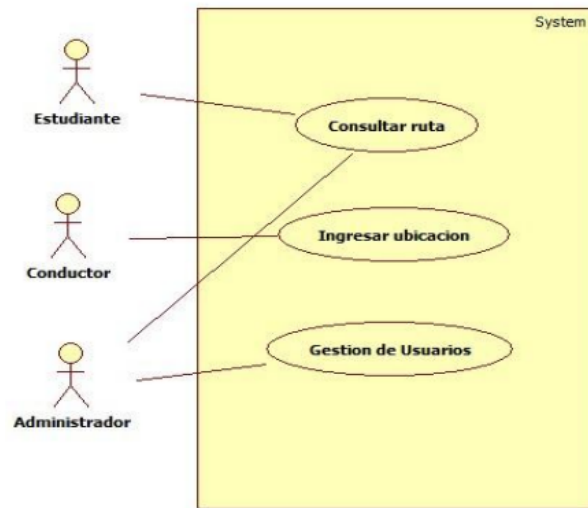 System
Estudiante
Consultar ruta
Conductor
Ingresar ubicacion
Administrador
Gestion de Usuarios